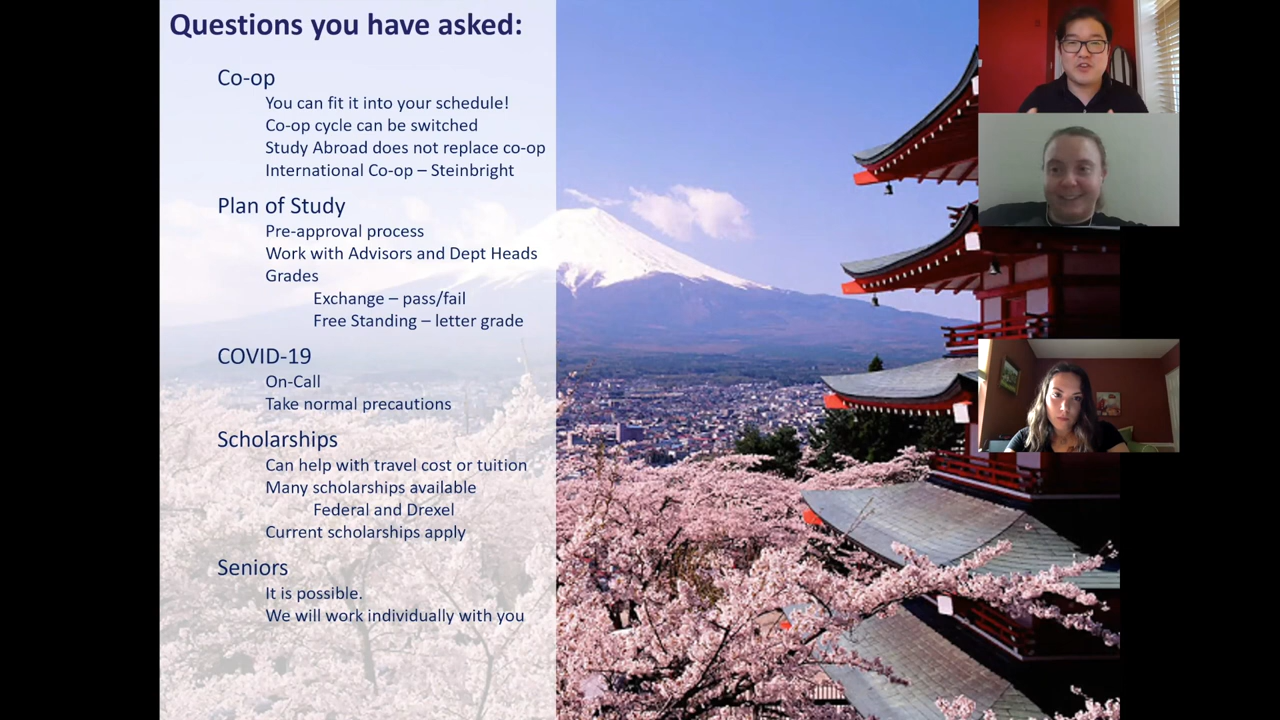 Questions you have asked:
Co-op
You can fit it into your schedule!
Co-op cycle can be switched
Study Abroad does not replace co-op
International Co-op – Steinbright
Plan of Study
Pre-approval process
Work with Advisors and Dept Heads
Grades
Exchange – pass/fail
Free Standing – letter grade
COVID-19
On-Call
Take normal precautions
Scholarships
Can help with travel cost or tuition
Many scholarships available
Federal and Drexel
Current scholarships apply
Seniors
It is possible.
We will work individually with you